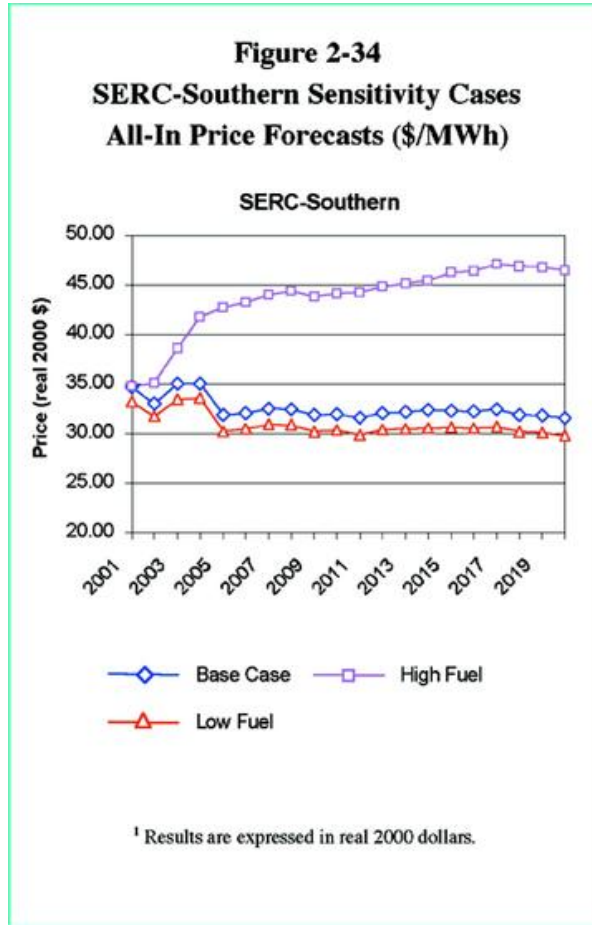 Figure 2-34
SERC-Southern Sensitivity Cases
All-In Price Forecasts ($/MWh)
SERC-Southern
Price (real 2000 $)
50.00
45.00
40.00
35.00
30.00
25.00
20.00
2001
2003
2005
2007
2009
2011
2013
2015
2017
2019
Base Case
High Fuel
Low Fuel
1 Results are expressed in real 2000 dollars.